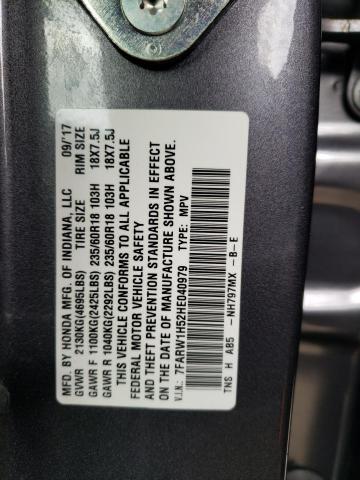 MFD. BY HONDA MFG. OF INDIANA, LLC 09/'17
GVWR 2130KG(4695LBS) TIRE SIZE RIM SIZE
GAWR F 1100KG(2425LBS) 235/60R18 103H 18X7.5J
GAWR R 1040KG(2292LBS) 235/60R18 103H 18X7.5J
THIS VEHICLE CONFORMS TO ALL APPLICABLE
FEDERAL MOTOR VEHICLE SAFETY
AND THEFT PREVENTION STANDARDS IN EFFECT
ON THE DATE OF MANUFACTURE SHOWN ABOVE.
V.I.N.: 7FARW1H52HE040979 TYPE: MPV
TNS H AB5 -NH797MX -B-E